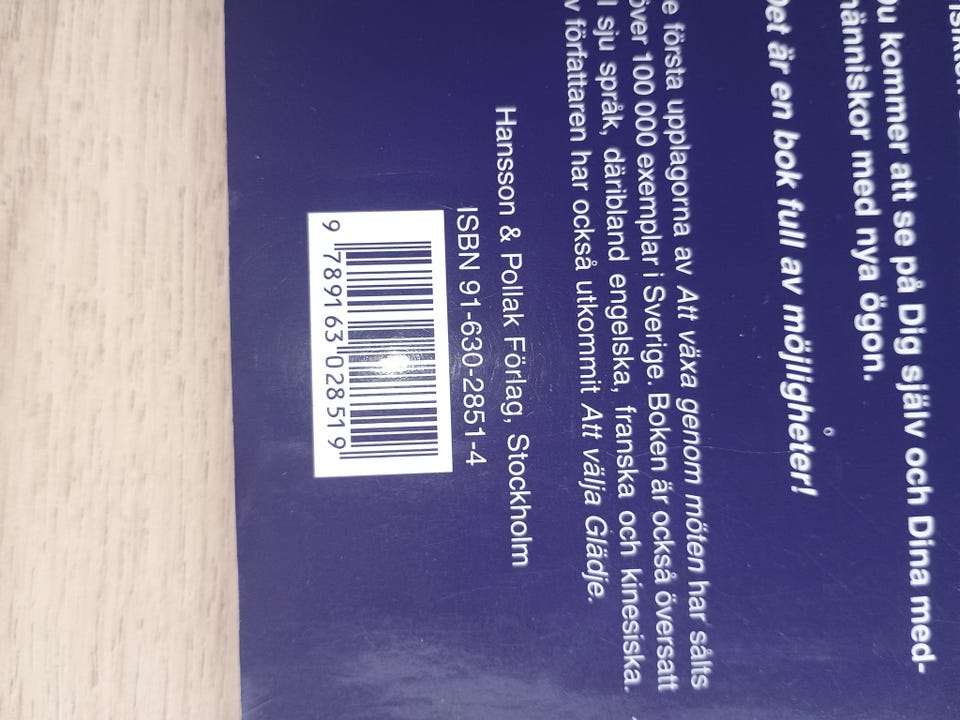 Du kommer att se på Dig själv och Dina med-
människor med nya ögon.
Det är en bok full av möjligheter!
första upplagorna av Att växa genom möten har sålts
över 100 000 exemplar i Sverige. Boken är också översatt
sju språk, däribland engelska, franska och kinesiska.
författaren har också utkommit Att välja Glädje.
Hansson & Pollak Förlag, Stockholm
ISBN 91-630-2851-4
9 789163 028519